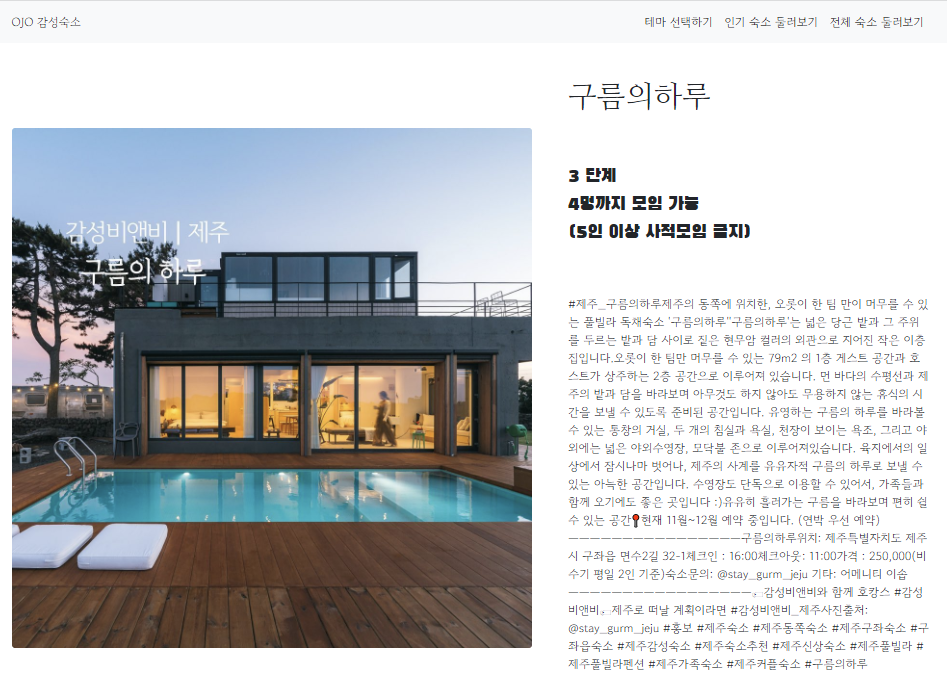 OJO 감성숙소
테마 선택하기 인기 숙소 둘러보기 전체 숙소 둘러보기
구름의하루
감성비앤비 | 제주
구름의 하루
3 단계
4명까지 모임 가능
(5인 이상 사적모임 금지)
#제주_구름의하루제주의 동쪽에 위치한, 오롯이 한 팀 만이 머무를 수 있
는 풀빌라 독채숙소 '구름의하루''구름의하루'는 넓은 당근 밭과 그 주위
를 두르는 밭과 담 사이로 짙은 현무암 컬러의 외관으로 지어진 작은 이층
집입니다.오롯이 한 팀만 머무를 수 있는 79m2 의 1층 게스트 공간과 호
스트가 상주하는 2층 공간으로 이루어져 있습니다. 먼 바다의 수평선과 제
주의 밭과 담을 바라보며 아무것도 하지 않아도 무용하지 않는 휴식의 시
간을 보낼 수 있도록 준비된 공간입니다. 유영하는 구름의 하루를 바라볼
수 있는 통창의 거실, 두 개의 침실과 욕실, 천장이 보이는 욕조, 그리고 야
외에는 넓은 야외수영장, 모닥불 존으로 이루어져있습니다. 육지에서의 일
상에서 잠시나마 벗어나, 제주의 사계를 유유자적 구름의 하루로 보낼 수
있는 아늑한 공간입니다. 수영장도 단독으로 이용할 수 있어서, 가족들과
함께 오기에도 좋은 곳입니다 :)유유히 흘러가는 구름을 바라보며 편히 쉴
수 있는 공간📍현재 11월~12월 예약 중입니다. (연박 우선 예약)
ㅡㅡㅡㅡㅡㅡㅡㅡㅡㅡㅡㅡㅡㅡㅡㅡ구름의하루위치: 제주특별자치도 제주
시 구좌읍 면수2길 32-1체크인 : 16:00체크아웃: 11:00가격 : 250,000(비
수기 평일 2인 기준)숙소문의: @stay_gurm_jeju 기타: 어메니티 이솝
ㅡㅡㅡㅡㅡㅡㅡㅡㅡㅡㅡㅡㅡㅡㅡㅡㅡ⠀감성비앤비와 함께 호캉스 #감성
비앤비⠀제주로 떠날 계획이라면 #감성비앤비_제주사진출처:
@stay_gurm_jeju #홍보 #제주숙소 #제주동쪽숙소 #제주구좌숙소 #구
좌읍숙소 #제주감성숙소 #제주숙소추천 #제주신상숙소 #제주풀빌라 #
제주풀빌라펜션 #제주가족숙소 #제주커플숙소 #구름의하루